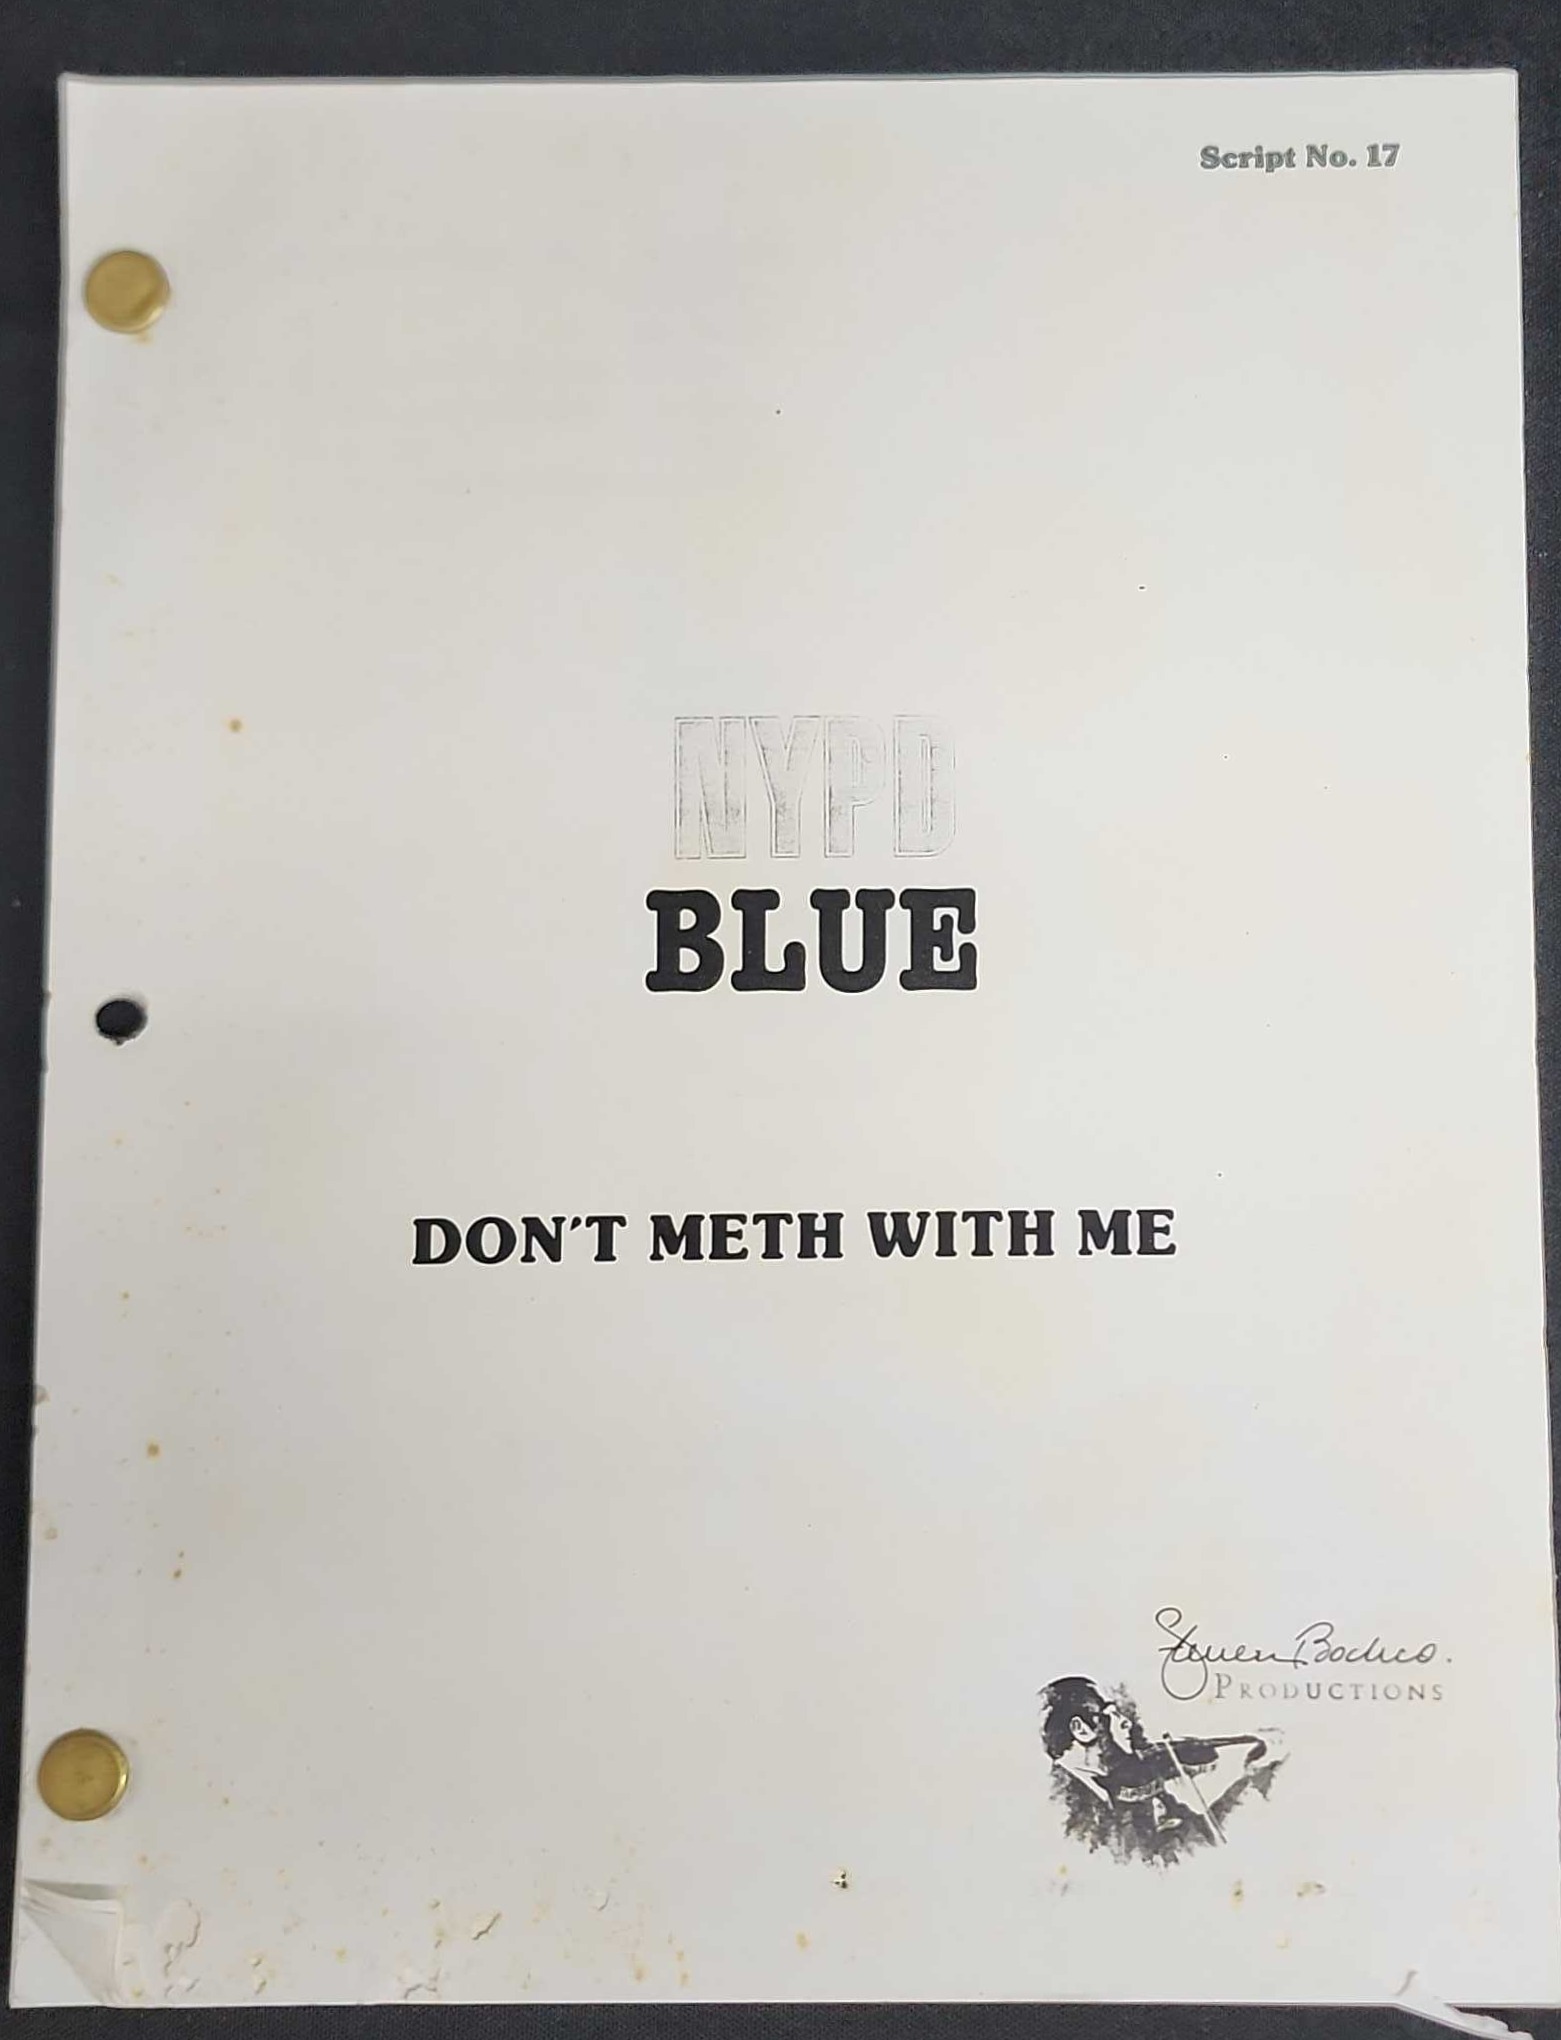 Script No. 17
NYPD
BLUE
DON'T METH WITH ME
Steven Bochco
PRODUCTIONS